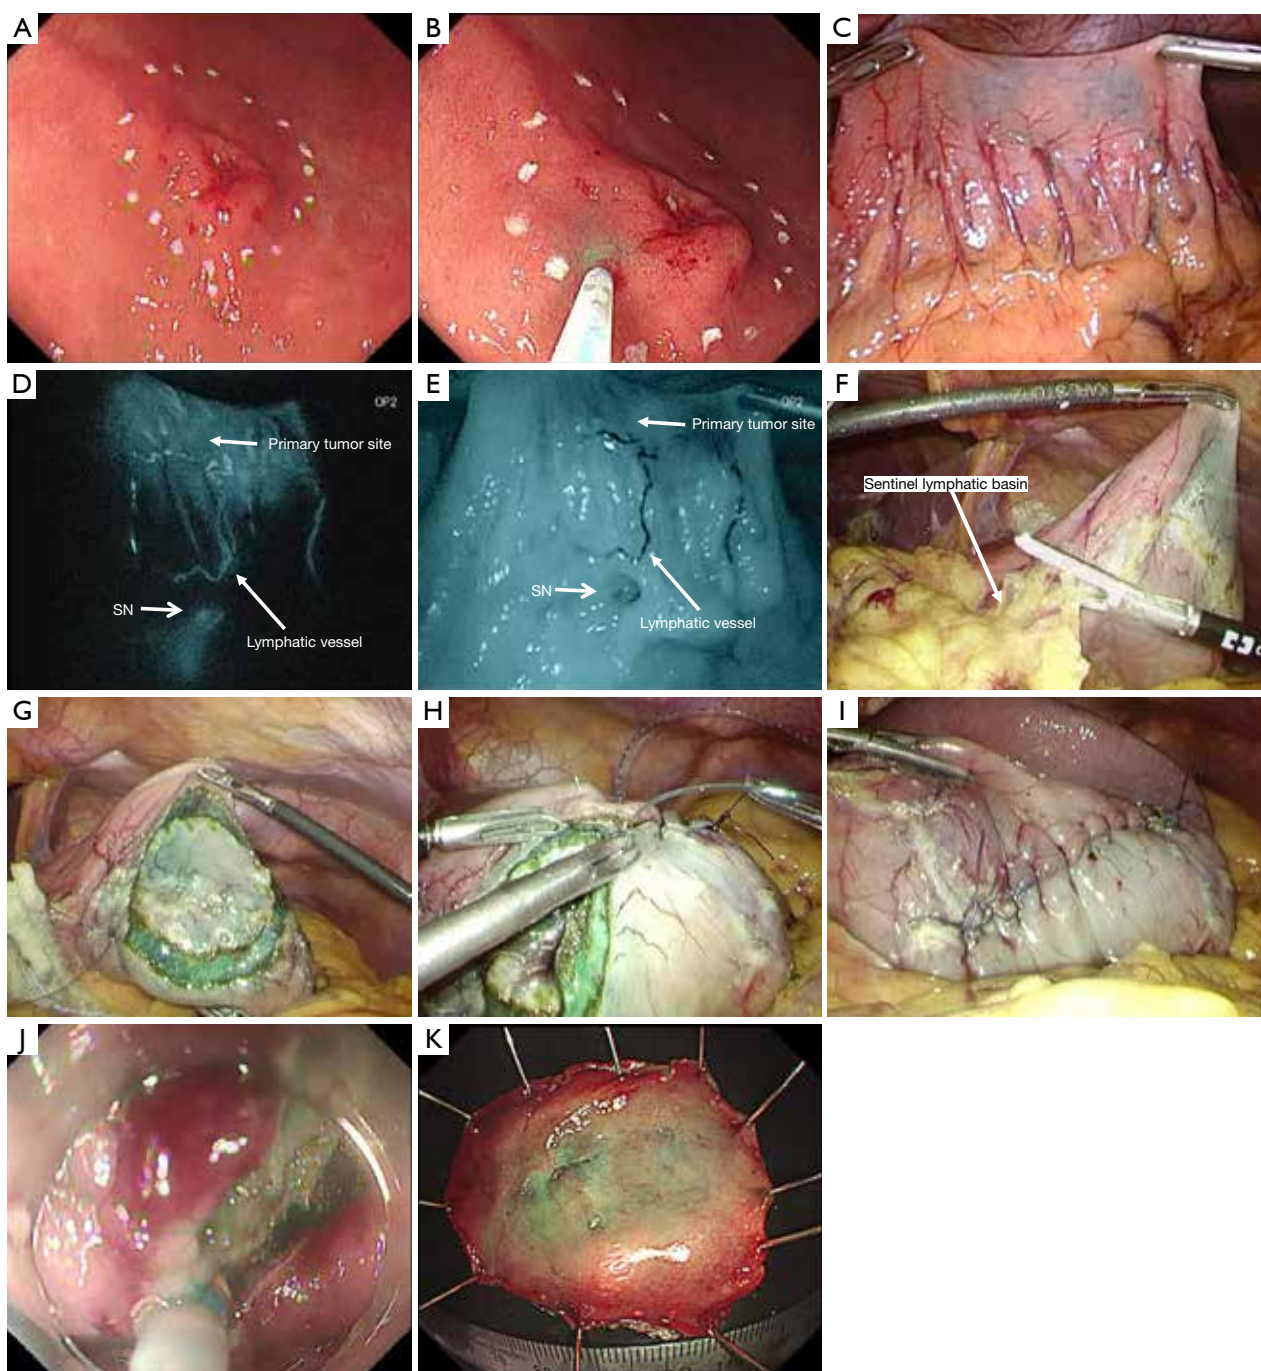 A
B
C
D
OP2
Primary tumor site
SN
Lymphatic vessel
E
OP2
Primary tumor site
SN
Lymphatic vessel
F
Sentinel lymphatic basin
G
H
I
J
K